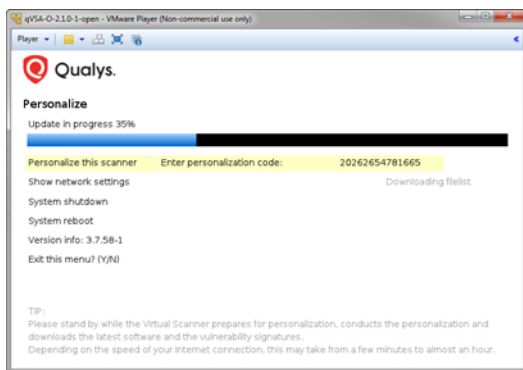 qVSA-O-2.1.0-1-open - VMware Player (Non-commercial use only)
Player
Qualys.
Personalize
Update in progress 35%
Personalize this scanner Enter personalization code: 20262654781665
Show network settings Downloading filelist
System shutdown
System reboot
Version info: 3.7.58-1
Exit this menu? (Y/N)
TIP:
Please stand by while the Virtual Scanner prepares for personalization, conducts the personalization and
downloads the latest software and the vulnerability signatures.
Depending on the speed of your internet connection, this may take from a few minutes to almost an hour.